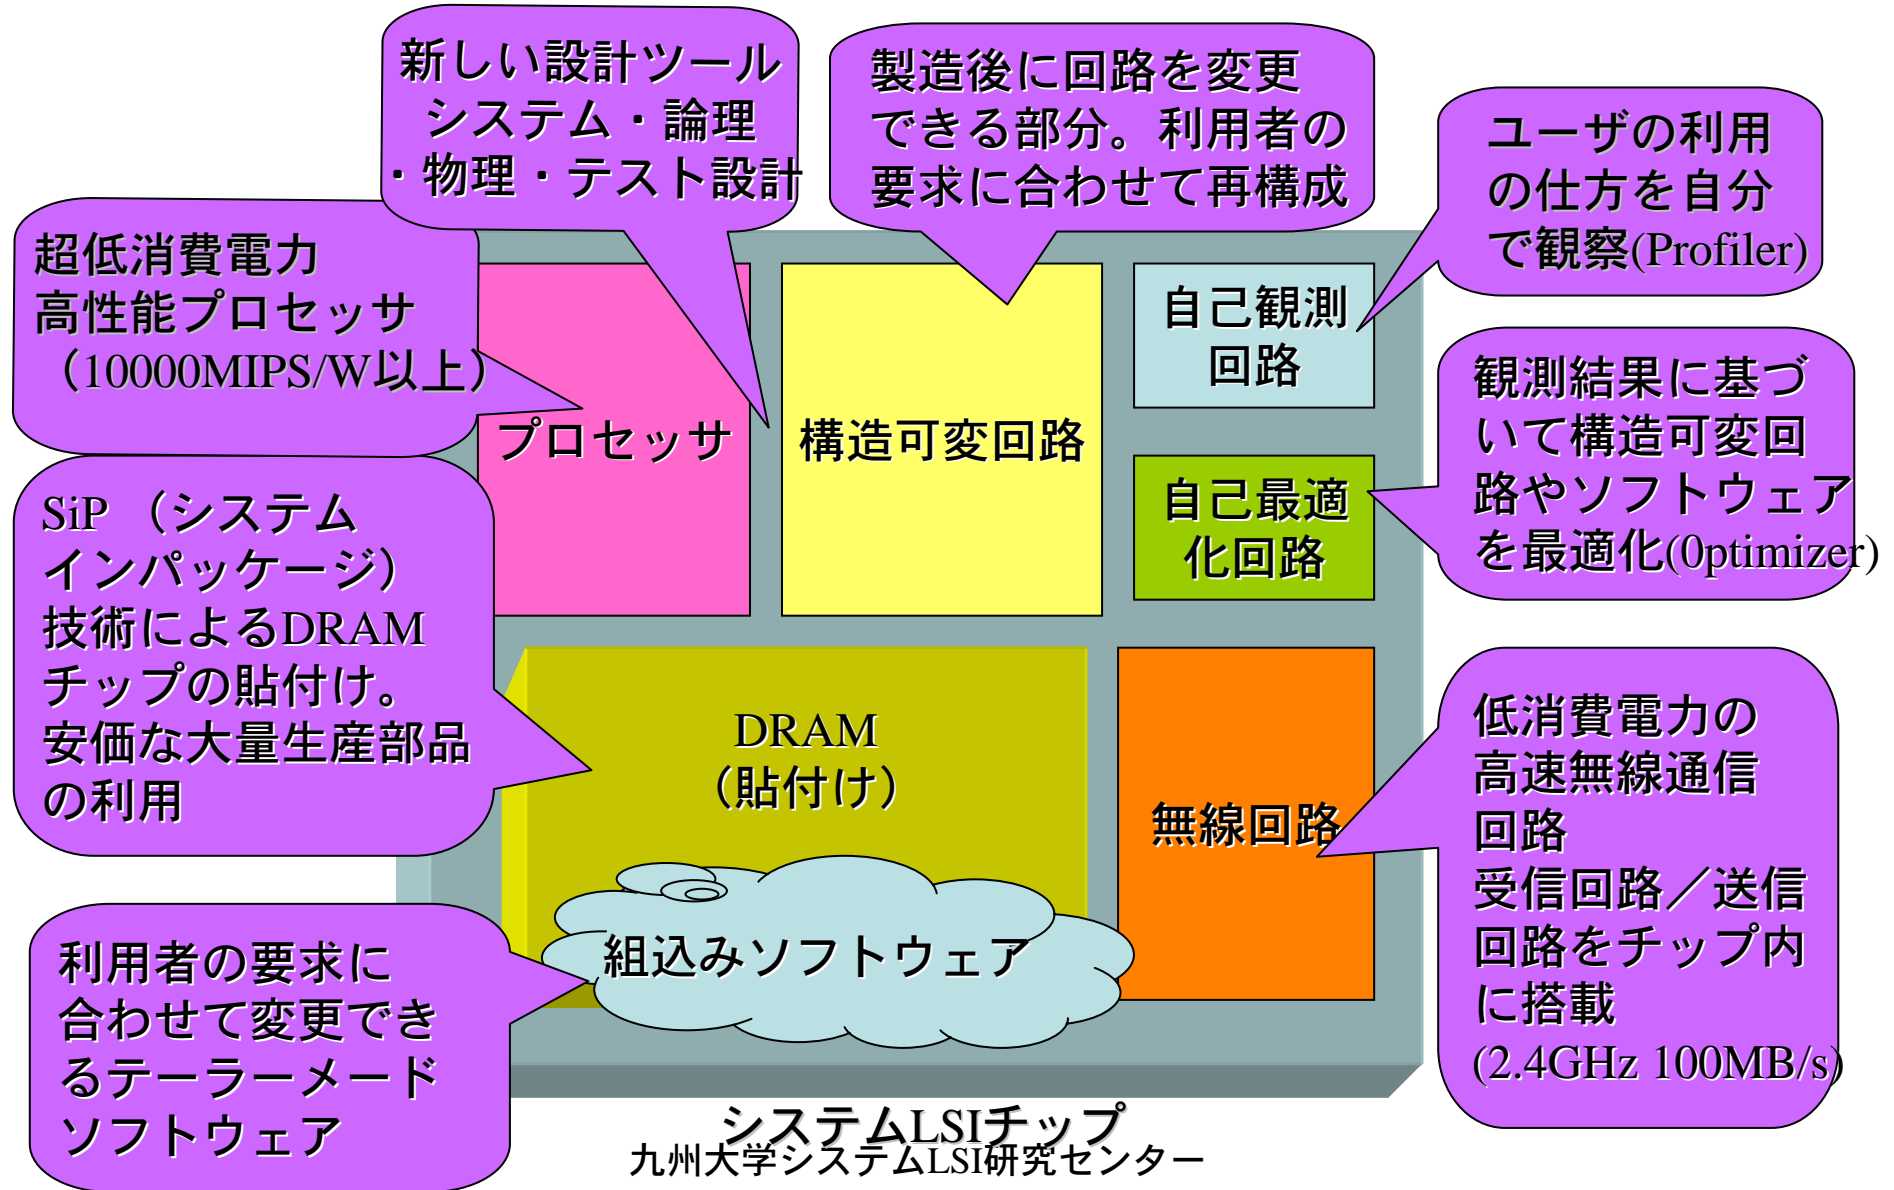 新しい設計ツール
システム・論理
・物理・テスト設計
製造後に回路を変更
できる部分。利用者の
要求に合わせて再構成
ユーザの利用
の仕方を自分
で観察(Profiler)
超低消費電力
高性能プロセッサ
（10000MIPS/W以上）
プロセッサ
構造可変回路
自己観測
回路
観測結果に基づ
いて構造可変回
路やソフトウェア
を最適化(0ptimizer)
自己最適
化回路
SiP （システム
インパッケージ）
技術によるDRAM
チップの貼付け。
安価な大量生産部品
の利用
DRAM
（貼付け）
無線回路
低消費電力の
高速無線通信
回路
受信回路／送信
回路をチップ内
に搭載
(2.4GHz 100MB/s)
組込みソフトウェア
利用者の要求に
合わせて変更でき
るテーラーメード
ソフトウェア
システムLSIチップ
九州大学システムLSI研究センター